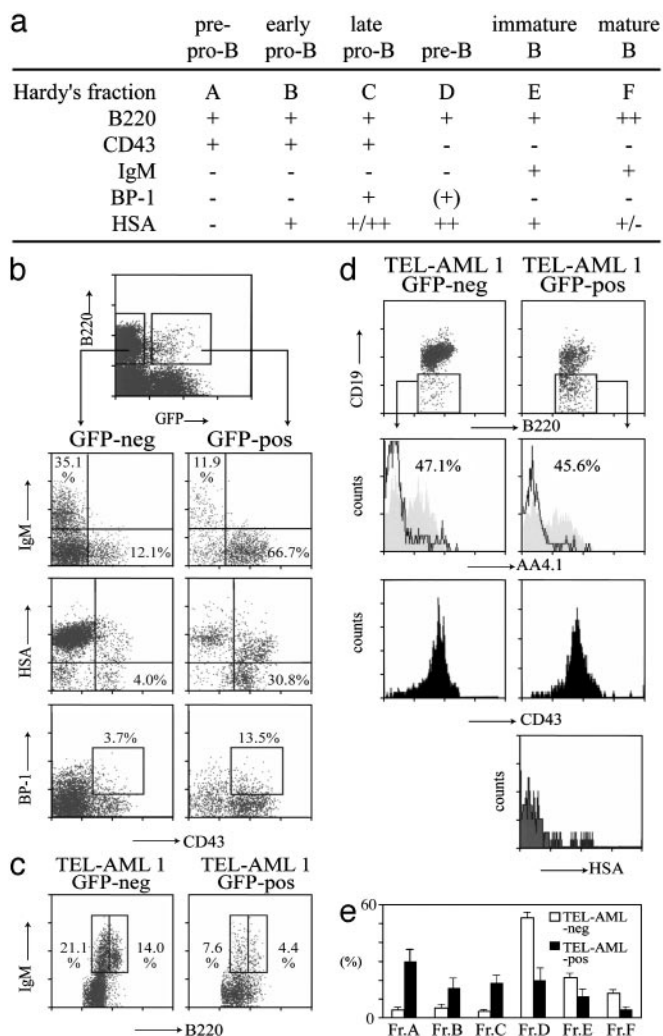 a
pre- early late immature mature
pro-B pro-B pro-B pre-B B B
Hardy's fraction A B C D E F
B220 + + + + + ++
CD43 + + + - - -
IgM - - - - + +
BP-1 - - + (+) - -
HSA - + +/++ ++ + +/-
b
B220
GFP
GFP-neg GFP-pos
35.1
%
11.9
%
IgM
12.1% 66.7%
HSA
4.0% 30.8%
3.7% 13.5%
BP-1
CD43
c
TEL-AML 1
GFP-neg
TEL-AML 1
GFP-pos
IgM
21.1
%
14.0
%
7.6
%
4.4
%
B220
d
TEL-AML 1
GFP-neg
TEL-AML 1
GFP-pos
CD19
B220
counts
47.1% 45.6%
AA4.1
counts
CD43
counts
HSA
e
60
(%)
0
TEL-AML
-neg
TEL-AML
-pos
Fr.A Fr.B Fr.C Fr.D Fr.E Fr.F